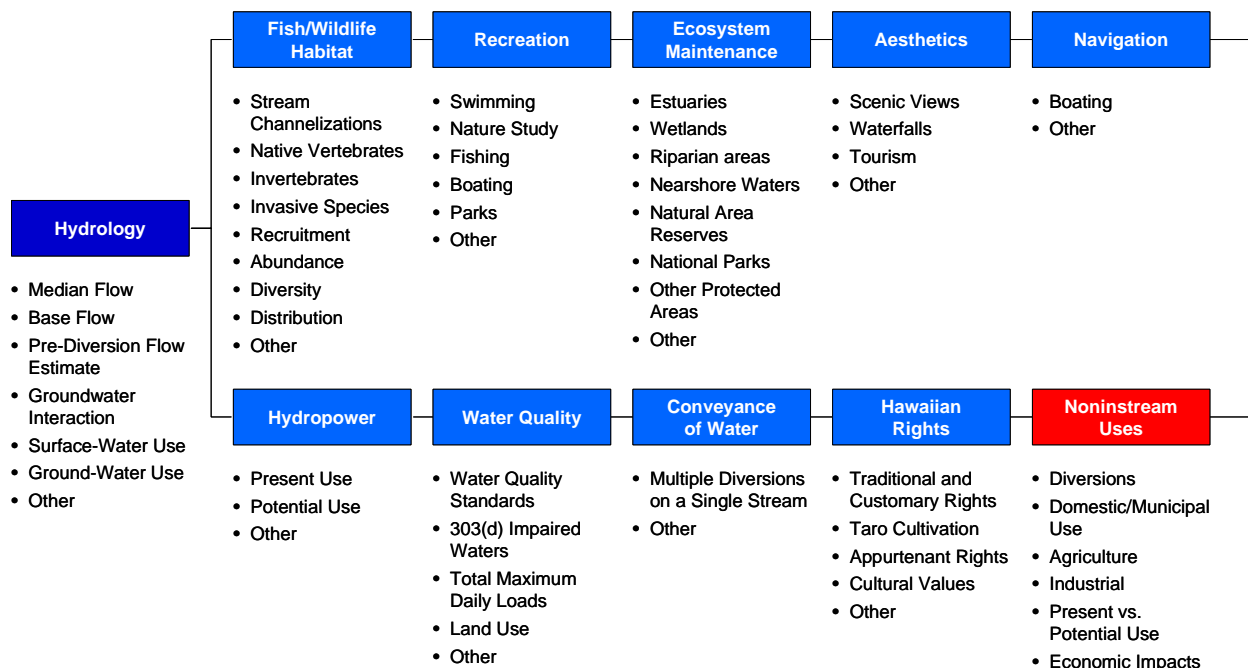 Hydrology
• Median Flow
• Base Flow
• Pre-Diversion Flow
Estimate
• Groundwater
Interaction
• Surface-Water Use
• Ground-Water Use
• Other
Fish/Wildlife
Habitat
• Stream
Channelizations
• Native Vertebrates
• Invertebrates
• Invasive Species
• Recruitment
• Abundance
• Diversity
• Distribution
• Other
Recreation
• Swimming
• Nature Study
• Fishing
• Boating
• Parks
• Other
Ecosystem
Maintenance
• Estuaries
• Wetlands
• Riparian areas
• Nearshore Waters
• Natural Area
Reserves
• National Parks
• Other Protected
Areas
• Other
Aesthetics
• Scenic Views
• Waterfalls
• Tourism
• Other
Navigation
• Boating
• Other
Hydropower
• Present Use
• Potential Use
• Other
Water Quality
• Water Quality
Standards
• 303(d) Impaired
Waters
• Total Maximum
Daily Loads
• Land Use
• Other
Conveyance
of Water
• Multiple Diversions
on a Single Stream
• Other
Hawaiian
Rights
• Traditional and
Customary Rights
• Taro Cultivation
• Appurtenant Rights
• Cultural Values
• Other
Noninstream
Uses
• Diversions
• Domestic/Municipal
Use
• Agriculture
• Industrial
• Present vs.
Potential Use
• Economic Impacts